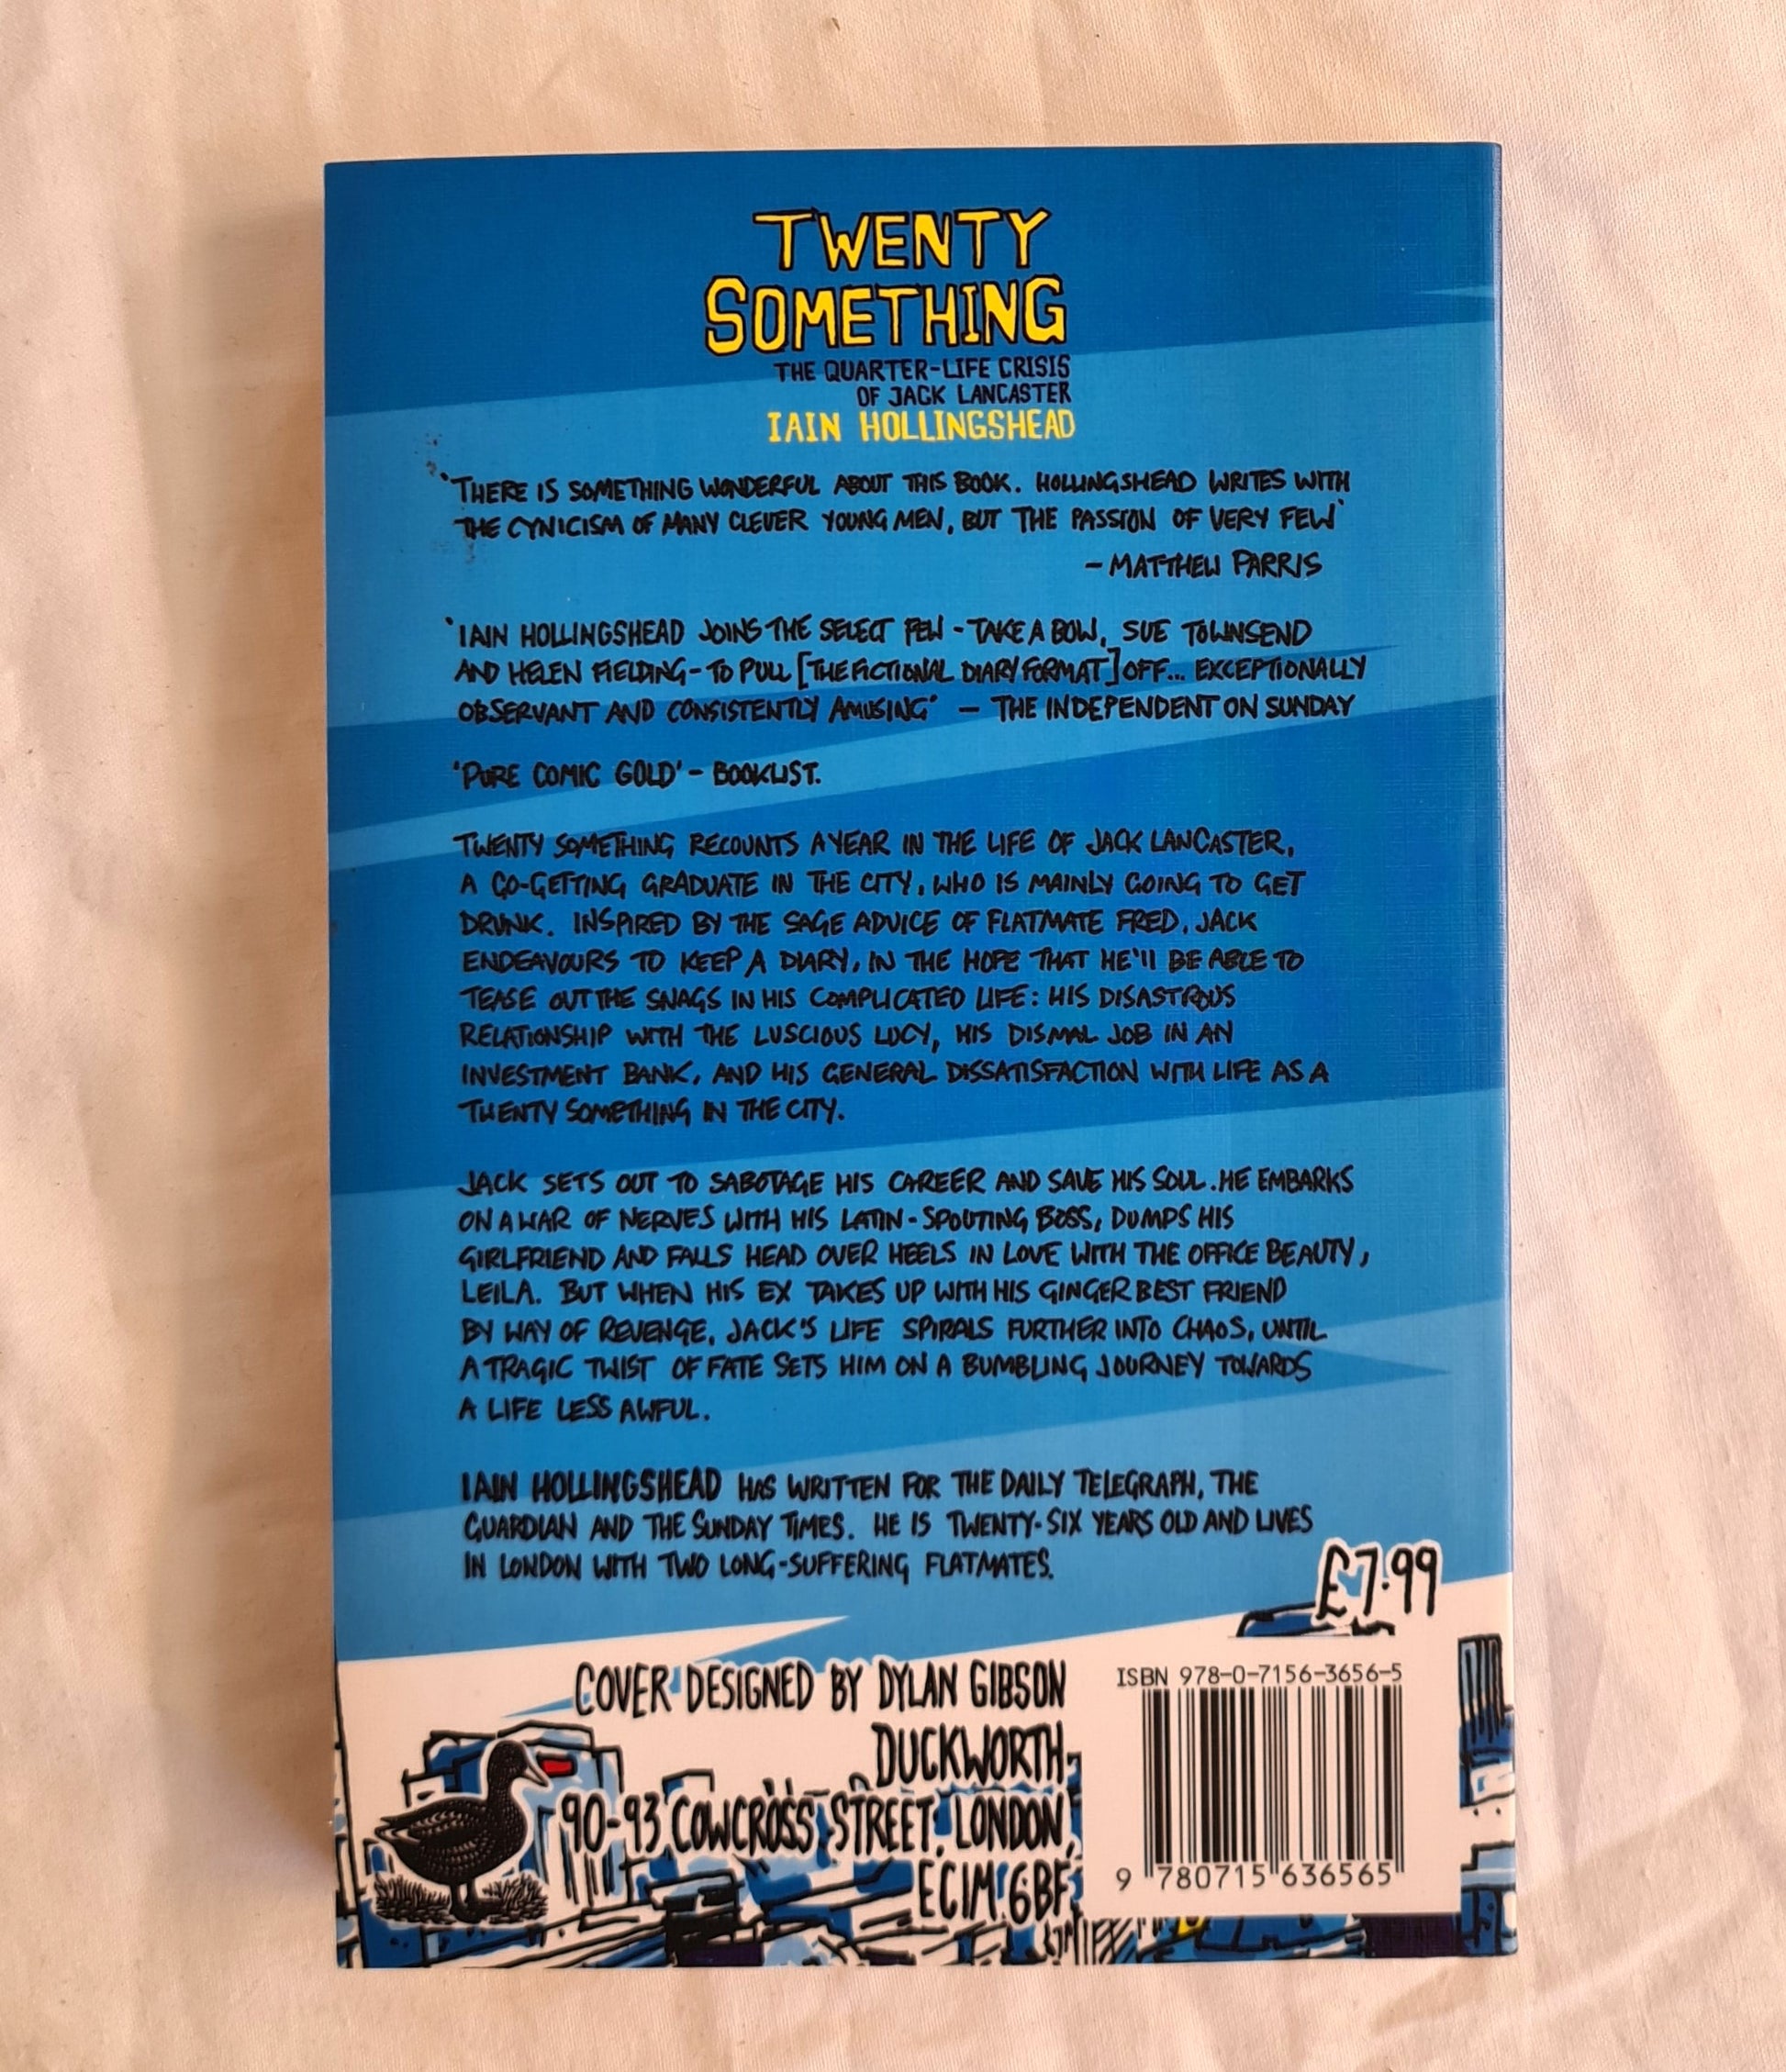 TWENTY
SOMETHING
THE QUARTER-LIFE CRISIS
OF JACK LANCASTER
IAIN HOLLINGSHEAD
'THERE IS SOMETHING WONDERFUL ABOUT THIS BOOK. HOLLINGSHEAD WRITES WITH
THE CYNICISM OF MANY CLEVER YOUNG MEN, BUT THE PASSION OF VERY FEW'
- MATTHEW PARRIS
'IAIN HOLLINGSHEAD JOINS THE SELECT FEW - TAKE A BOW, SUE TOWNSEND
AND HELEN FIELDING - TO PULL [THE FICTIONAL DIARY FORMAT] OFF... EXCEPTIONALLY
OBSERVANT AND CONSISTENTLY AMUSING' - THE INDEPENDENT ON SUNDAY
'PURE COMIC GOLD' - BOOKLIST.
TWENTY SOMETHING RECOUNTS A YEAR IN THE LIFE OF JACK LANCASTER,
A GO-GETTING GRADUATE IN THE CITY, WHO IS MAINLY GOING TO GET
DRUNK. INSPIRED BY THE SAGE ADVICE OF FLATMATE FRED, JACK
ENDEAVOURS TO KEEP A DIARY, IN THE HOPE THAT HE'll BE ABLE TO
TEASE OUT THE SNAGS IN HIS COMPLICATED LIFE: HIS DISASTROUS
RELATIONSHIP WITH THE LUSCIOUS LUCY, HIS DISMAL JOB IN AN
INVESTMENT BANK, AND HIS GENERAL DISSATISFACTION WITH LIFE AS A
TWENTY SOMETHING IN THE CITY.
JACK SETS OUT TO SABOTAGE HIS CAREER AND SAVE HIS SOUL. HE EMBARKS
ON A WAR OF NERVES WITH HIS LATIN-SPOUTING BOSS, DUMPS HIS
GIRLFRIEND AND FALLS HEAD OVER HEELS IN LOVE WITH THE OFFICE BEAUTY,
LEILA. BUT WHEN HIS EX TAKES UP WITH HIS GINGER BEST FRIEND
BY WAY OF REVENGE, JACK'S LIFE SPIRALS FURTHER INTO CHAOS, UNTIL
A TRAGIC TWIST OF FATE SETS HIM ON A BUMBLING JOURNEY TOWARDS
A LIFE LESS AWFUL.
IAIN HOLLINGSHEAD HAS WRITTEN FOR THE DAILY TELEGRAPH, THE
GUARDIAN AND THE SUNDAY TIMES. HE IS TWENTY-SIX YEARS OLD AND LIVES
IN LONDON WITH TWO LONG-SUFFERING FLATMATES.
£7.99
COVER DESIGNED BY DYLAN GIBSON
DUCKWORTH,
90-93 COWCROSS STREET, LONDON,
EC1M 6BF
ISBN 978-0-7156-3656-5
9 780715 636565